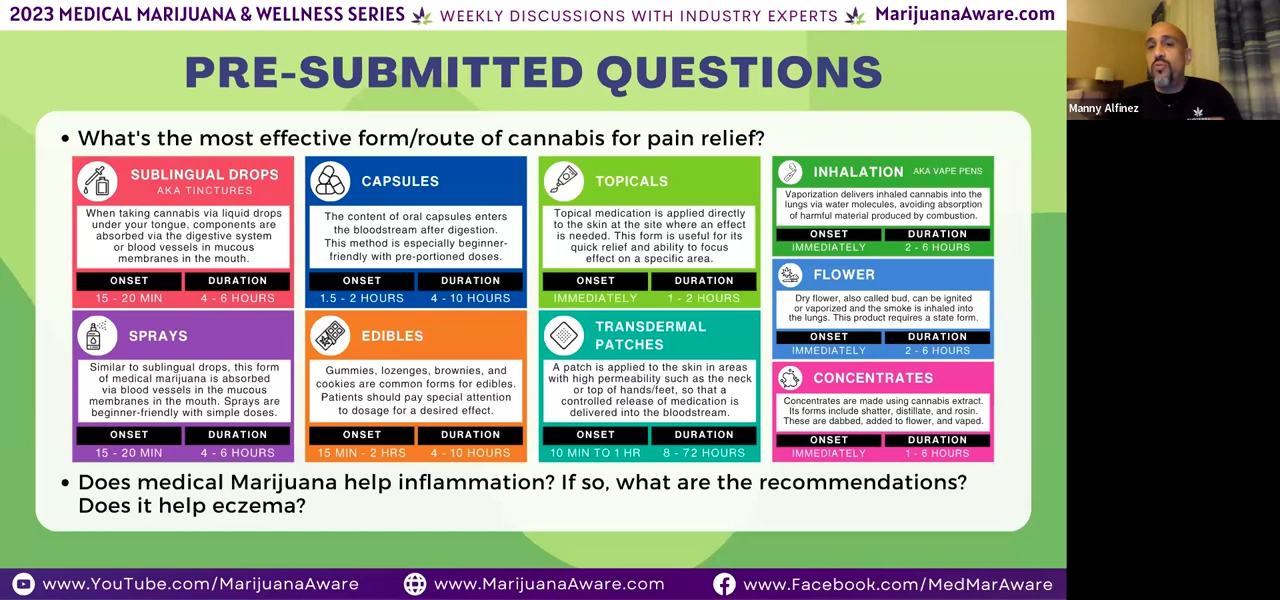 2023 MEDICAL MARIJUANA & WELLNESS SERIES WEEKLY DISCUSSIONS WITH INDUSTRY EXPERTS MarijuanaAware.com
PRE-SUBMITTED QUESTIONS
• What's the most effective form/route of cannabis for pain relief?
SUBLINGUAL DROPS
AKA TINCTURES
When taking cannabis via liquid drops
under your tongue, components are
absorbed via the digestive system
or blood vessels in mucous
membranes in the mouth.
ONSET DURATION
15 - 20 MIN 4 - 6 HOURS
CAPSULES
The content of oral capsules enters
the bloodstream after digestion.
This method is especially beginner-
friendly with pre-portioned doses.
ONSET DURATION
1.5 - 2 HOURS 4 - 10 HOURS
TOPICALS
Topical medication is applied directly
to the skin at the site where an effect
is needed. This form is useful for its
quick relief and ability to focus
effect on a specific area.
ONSET DURATION
IMMEDIATELY 1 - 2 HOURS
INHALATION AKA VAPE PENS
Vaporization delivers inhaled cannabis into the
lungs via water molecules, avoiding absorption
of harmful material produced by combustion.
ONSET DURATION
IMMEDIATELY 2 - 6 HOURS
FLOWER
Dry flower, also called bud, can be ignited
or vaporized and the smoke is inhaled into
the lungs. This product requires a state form.
ONSET DURATION
IMMEDIATELY 2 - 6 HOURS
SPRAYS
Similar to sublingual drops, this form
of medical marijuana is absorbed
via blood vessels in the mucous
membranes in the mouth. Sprays are
beginner-friendly with simple doses.
ONSET DURATION
15 - 20 MIN 4 - 6 HOURS
EDIBLES
Gummies, lozenges, brownies, and
cookies are common forms for edibles.
Patients should pay special attention
to dosage for a desired effect.
ONSET DURATION
15 MIN - 2 HRS 4 - 10 HOURS
TRANSDERMAL
PATCHES
A patch is applied to the skin in areas
with high permeability such as the neck
or top of hands/feet, so that a
controlled release of medication is
delivered into the bloodstream.
ONSET DURATION
10 MIN TO 1 HR 8 - 72 HOURS
CONCENTRATES
Concentrates are made using cannabis extract.
Its forms include shatter, distillate, and rosin.
These are dabbed, added to flower, and vaped.
ONSET DURATION
IMMEDIATELY 1 - 6 HOURS
• Does medical Marijuana help inflammation? If so, what are the recommendations?
Does it help eczema?
www.YouTube.com/MarijuanaAware www.MarijuanaAware.com www.Facebook.com/MedMarAware
Manny Alfinez